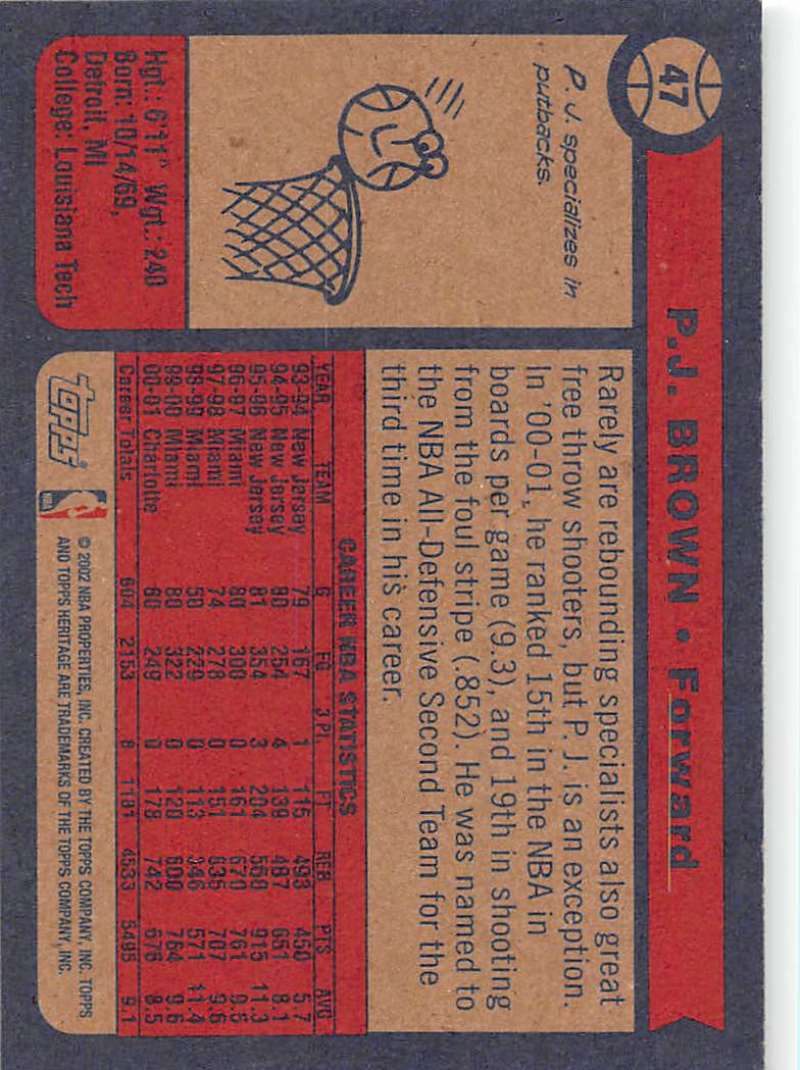 47
P.J. BROWN • Forward
P. J. specializes in
putbacks.
Hgt.: 6'11" Wgt.: 240
Born: 10/14/69,
Detroit, MI
College: Louisiana Tech
Rarely are rebounding specialists also great
free throw shooters, but P. J. is an exception.
In '00-01, he ranked 15th in the NBA in
boards per game (9.3), and 19th in shooting
from the foul stripe (.852). He was named to
the NBA All-Defensive Second Team for the
third time in his career.
CAREER NBA STATISTICS
YEAR TEAM G FG 3 PT. FT REB PTS AVG
93-94 New Jersey 79 167 1 115 493 450 5.7
94-95 New Jersey 80 254 4 139 487 651 8.1
95-96 New Jersey 81 354 3 204 560 915 11.3
96-97 Miami 80 300 0 161 670 761 9.5
97-98 Miami 74 278 0 151 635 707 9.6
98-99 Miami 50 229 0 113 346 571 11.4
99-00 Miami 80 322 0 120 600 764 9.6
00-01 Charlotte 80 249 0 178 742 676 8.5
Career Totals 604 2153 8 1181 4533 5495 9.1
Topps® NBA
© 2002 NBA PROPERTIES, INC. CREATED BY THE TOPPS COMPANY, INC. TOPPS
AND TOPPS HERITAGE ARE TRADEMARKS OF THE TOPPS COMPANY, INC.